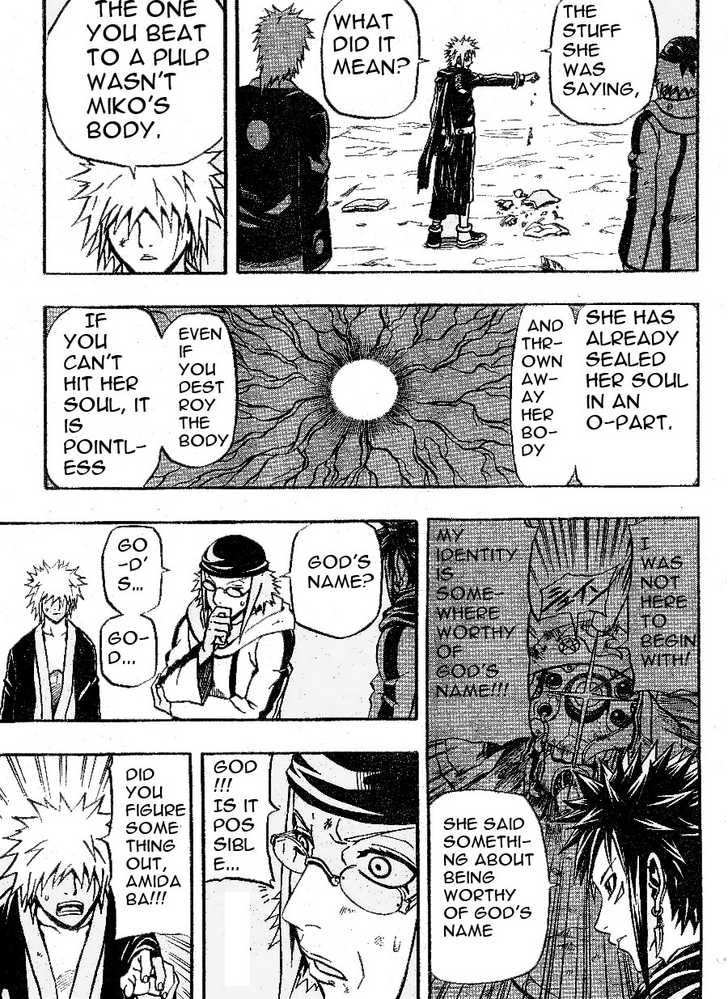 THE
STUFF
SHE
WAS
SAYING,
WHAT
DID IT
MEAN?
THE ONE
YOU BEAT
TO A PULP
WASN'T
MIKO'S
BODY.
SHE HAS
ALREADY
SEALED
HER SOUL
IN AN
O-PART.
AND
THR-
OWN
AW-
AY
HER
BO-
DY
EVEN
IF
YOU
DEST
ROY
THE
BODY
IF
YOU
CAN'T
HIT HER
SOUL, IT
IS
POINTL-
ESS
I
WAS
NOT
HERE
TO
BEGIN
WITH!
MY
IDENTITY
IS
SOME-
WHERE
WORTHY
OF
GOD'S
NAME!!!
SHE SAID
SOMETHI-
NG ABOUT
BEING
WORTHY
OF GOD'S
NAME
GOD'S
NAME?
GO-
D'S...
GO-
D...
GOD
!!!
IS IT
POS
SIBL
E...
DID
YOU
FIGURE
SOME
THING
OUT,
AMIDA
BA!!!